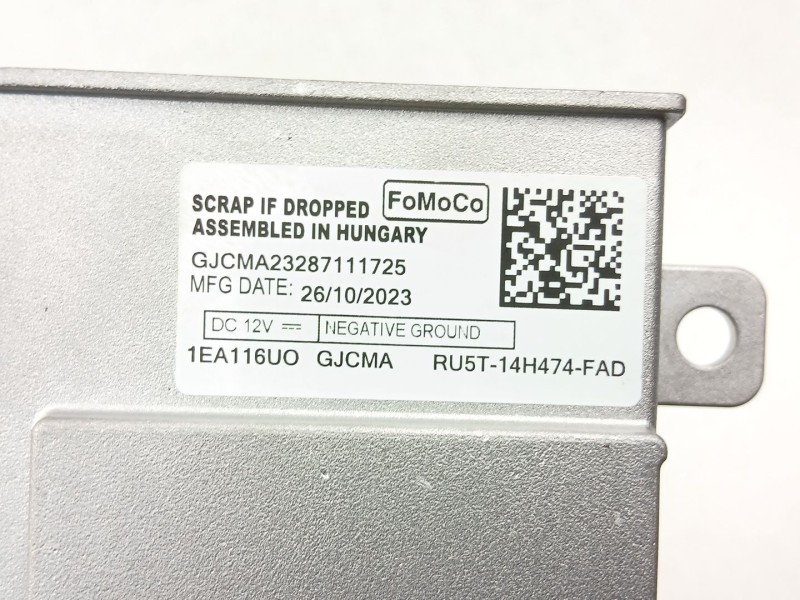 SCRAP IF DROPPED FoMoCo
ASSEMBLED IN HUNGARY
GJCMA23287111725
MFG DATE: 26/10/2023
DC 12V ⎓ NEGATIVE GROUND
1EA116UO GJCMA RU5T-14H474-FAD